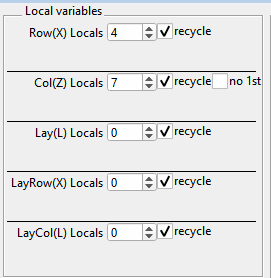 Local variables
Row(X) Locals 4 recycle
Col(Z) Locals 7 recycle no 1st
Lay(L) Locals 0 recycle
LayRow(X) Locals 0 recycle
LayCol(L) Locals 0 recycle